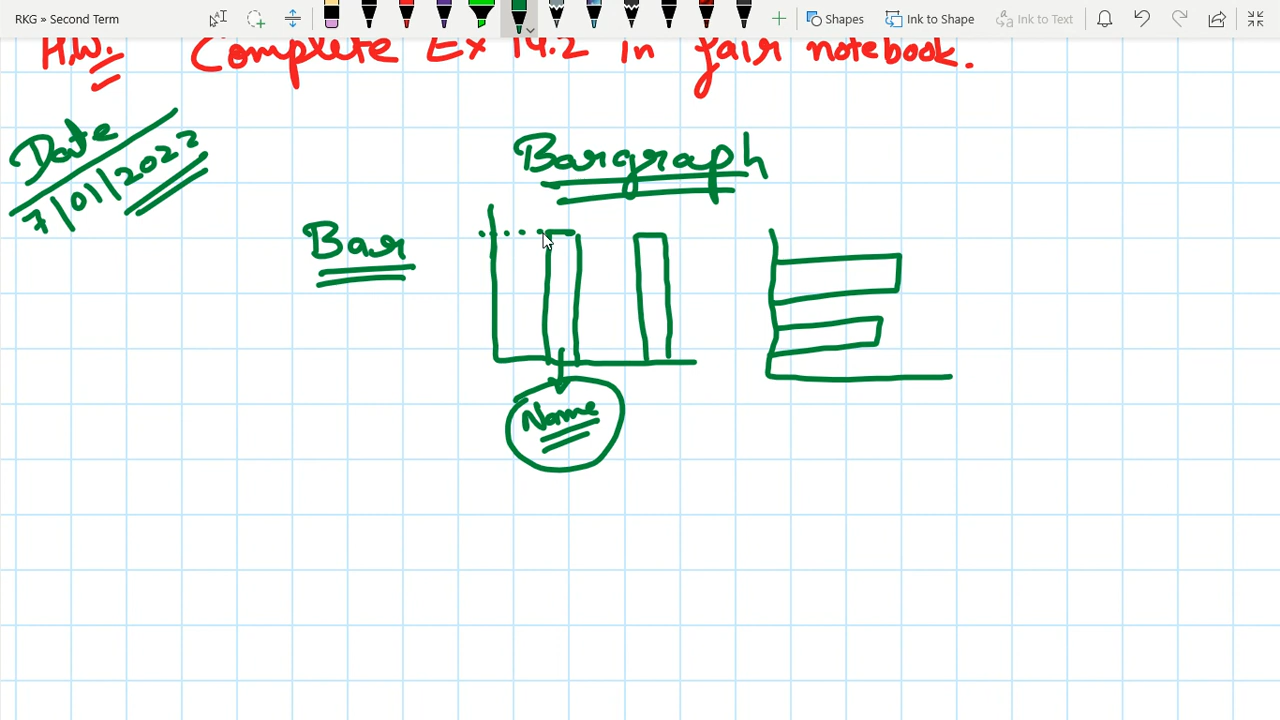 RKG » Second Term
Shapes
Ink to Shape
Ink to Text
H.W. Complete Ex 14.2 in fair notebook.
Date
7/01/2022
Bargraph
Bar
Name